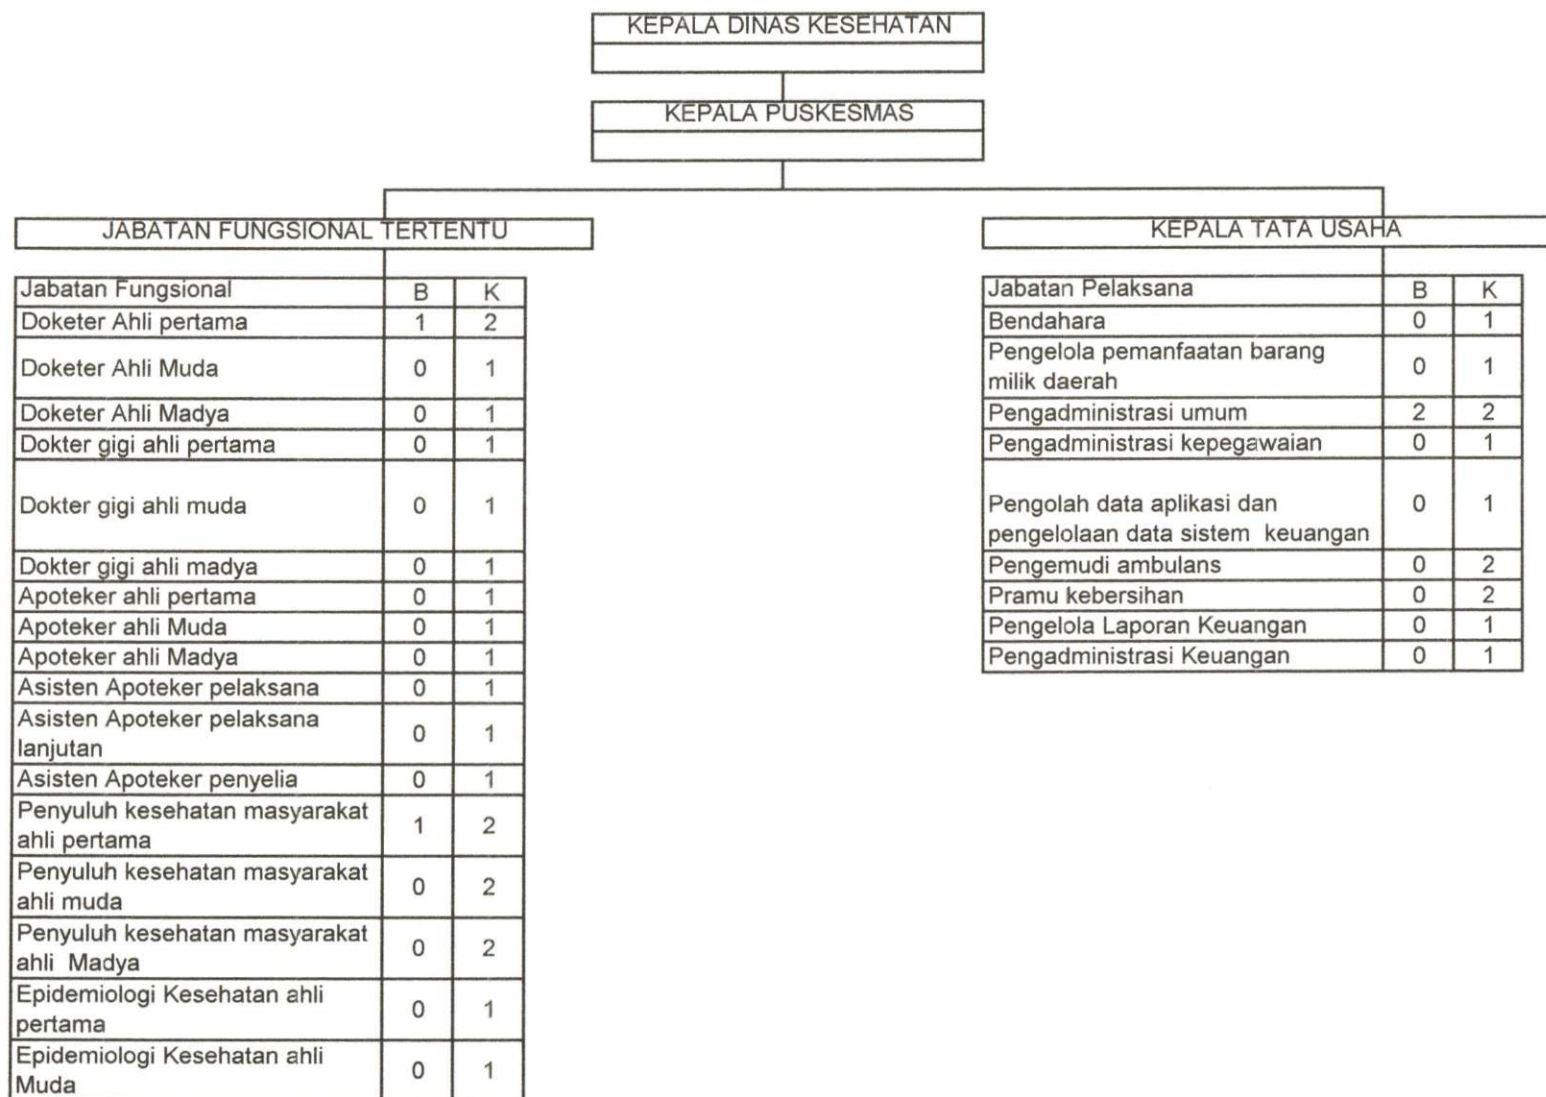 KEPALA DINAS KESEHATAN
KEPALA PUSKESMAS
JABATAN FUNGSIONAL TERTENTU
Jabatan Fungsional B K
Doketer Ahli pertama 1 2
Doketer Ahli Muda 0 1
Doketer Ahli Madya 0 1
Dokter gigi ahli pertama 0 1
Dokter gigi ahli muda 0 1
Dokter gigi ahli madya 0 1
Apoteker ahli pertama 0 1
Apoteker ahli Muda 0 1
Apoteker ahli Madya 0 1
Asisten Apoteker pelaksana 0 1
Asisten Apoteker pelaksana
lanjutan 0 1
Asisten Apoteker penyelia 0 1
Penyuluh kesehatan masyarakat
ahli pertama 1 2
Penyuluh kesehatan masyarakat
ahli muda 0 2
Penyuluh kesehatan masyarakat
ahli Madya 0 2
Epidemiologi Kesehatan ahli
pertama 0 1
Epidemiologi Kesehatan ahli
Muda 0 1
KEPALA TATA USAHA
Jabatan Pelaksana B K
Bendahara 0 1
Pengelola pemanfaatan barang
milik daerah 0 1
Pengadministrasi umum 2 2
Pengadministrasi kepegawaian 0 1
Pengolah data aplikasi dan
pengelolaan data sistem keuangan 0 1
Pengemudi ambulans 0 2
Pramu kebersihan 0 2
Pengelola Laporan Keuangan 0 1
Pengadministrasi Keuangan 0 1